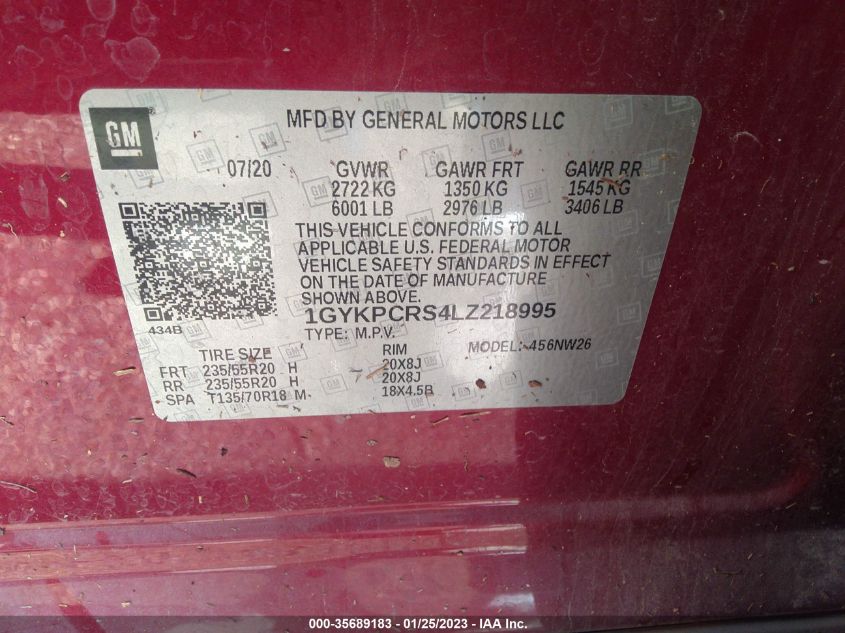 GM
MFD BY GENERAL MOTORS LLC
07/20 GVWR GAWR FRT GAWR RR
2722 KG 1350 KG 1545 KG
6001 LB 2976 LB 3406 LB
THIS VEHICLE CONFORMS TO ALL
APPLICABLE U.S. FEDERAL MOTOR
VEHICLE SAFETY STANDARDS IN EFFECT
ON THE DATE OF MANUFACTURE
SHOWN ABOVE.
434B
1GYKPCRS4LZ218995
TYPE: M.P.V. MODEL: 456NW26
TIRE SIZE RIM
FRT 235/55R20 H 20X8J
RR 235/55R20 H 20X8J
SPA T135/70R18 M 18X4.5B
000-35689183 - 01/25/2023 - © IAA Inc.